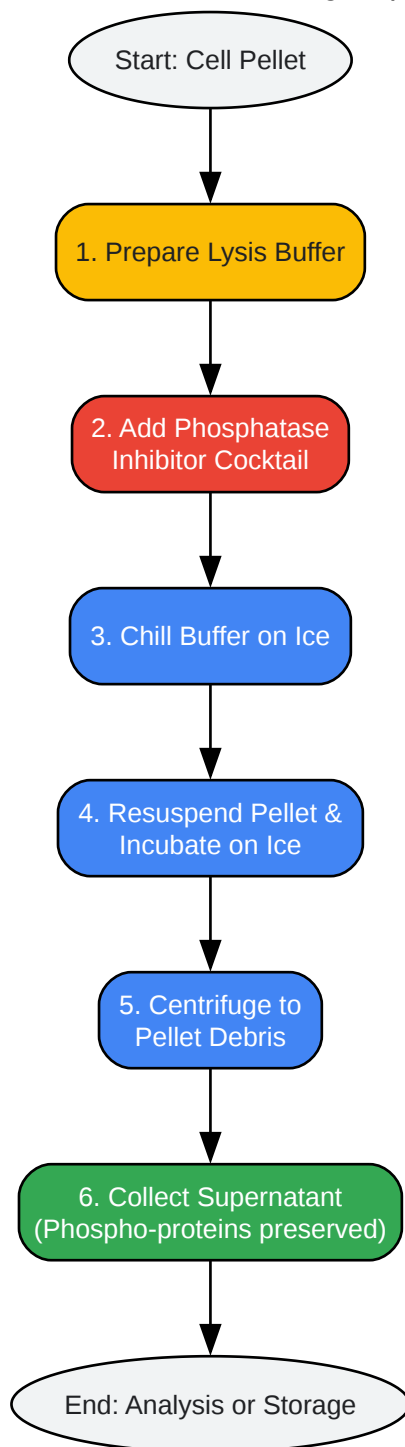 Start: Cell Pellet
1. Prepare Lysis Buffer
2. Add Phosphatase
Inhibitor Cocktail
3. Chill Buffer on Ice
4. Resuspend Pellet &
Incubate on Ice
5. Centrifuge to
Pellet Debris
6. Collect Supernatant
(Phospho-proteins preserved)
End: Analysis or Storage